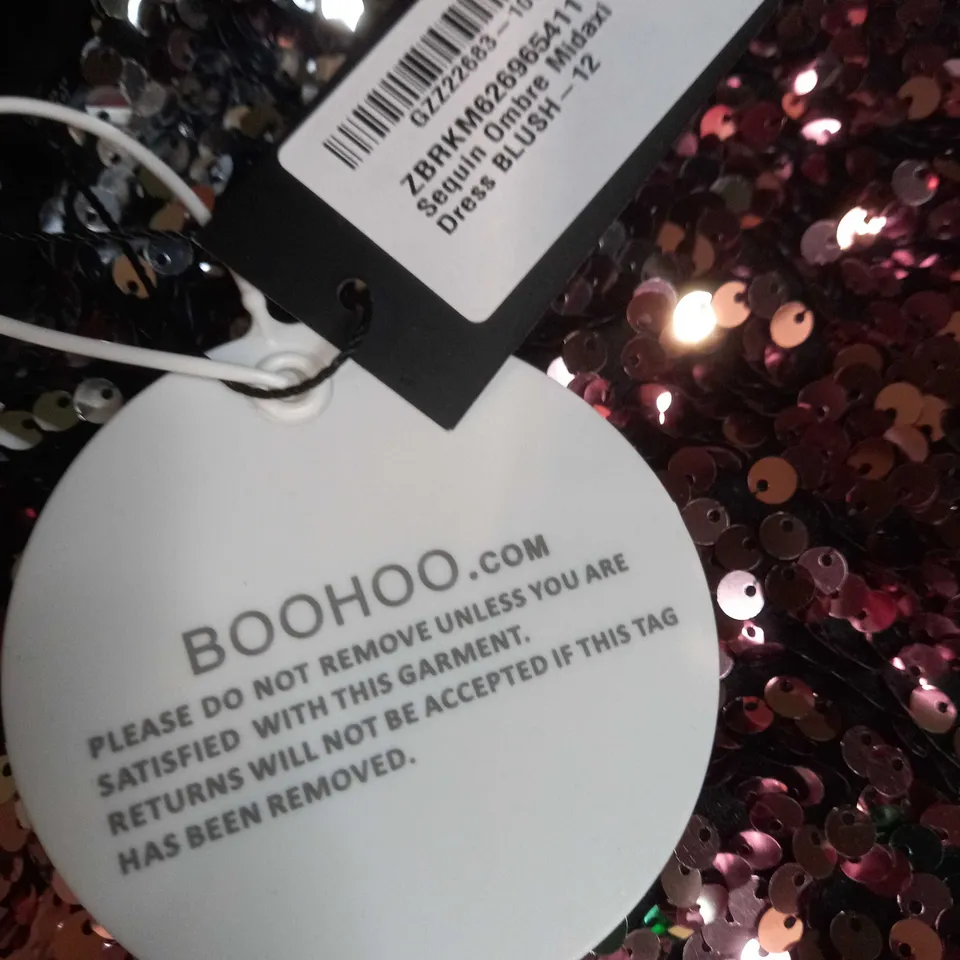 GZZ22683-10
ZBRKM626965411
Sequin Ombre Midaxi
Dress BLUSH - 12
BOOHOO.COM
PLEASE DO NOT REMOVE UNLESS YOU ARE
SATISFIED WITH THIS GARMENT.
RETURNS WILL NOT BE ACCEPTED IF THIS TAG
HAS BEEN REMOVED.